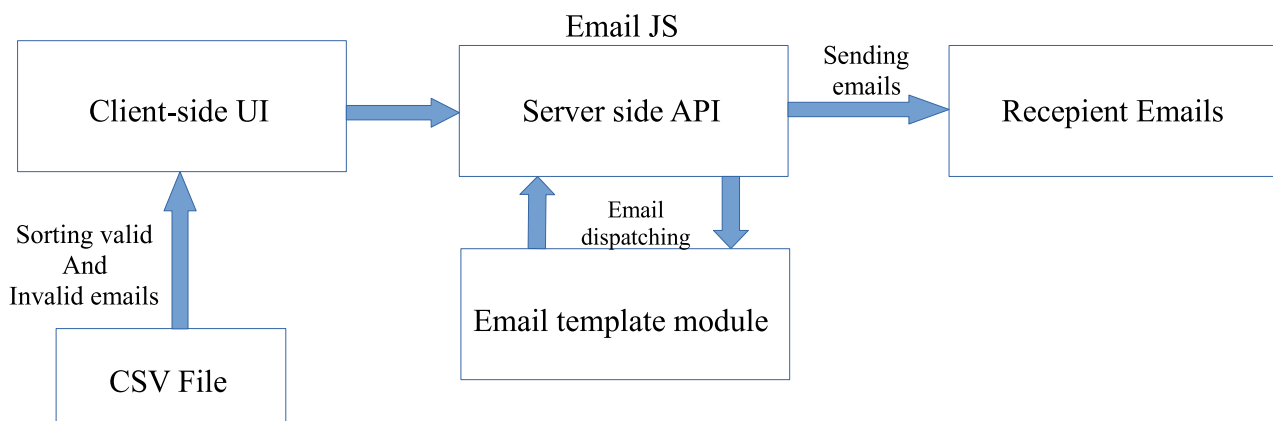 Email JS
Client-side UI
Server side API
Sending
emails
Recepient Emails
Sorting valid
And
Invalid emails
Email
dispatching
Email template module
CSV File